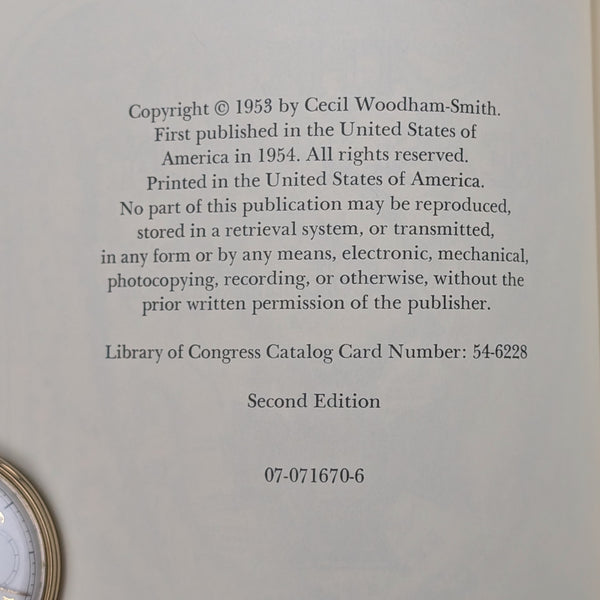 Copyright © 1953 by Cecil Woodham-Smith.
First published in the United States of
America in 1954. All rights reserved.
Printed in the United States of America.
No part of this publication may be reproduced,
stored in a retrieval system, or transmitted,
in any form or by any means, electronic, mechanical,
photocopying, recording, or otherwise, without the
prior written permission of the publisher.
Library of Congress Catalog Card Number: 54-6228
Second Edition
07-071670-6